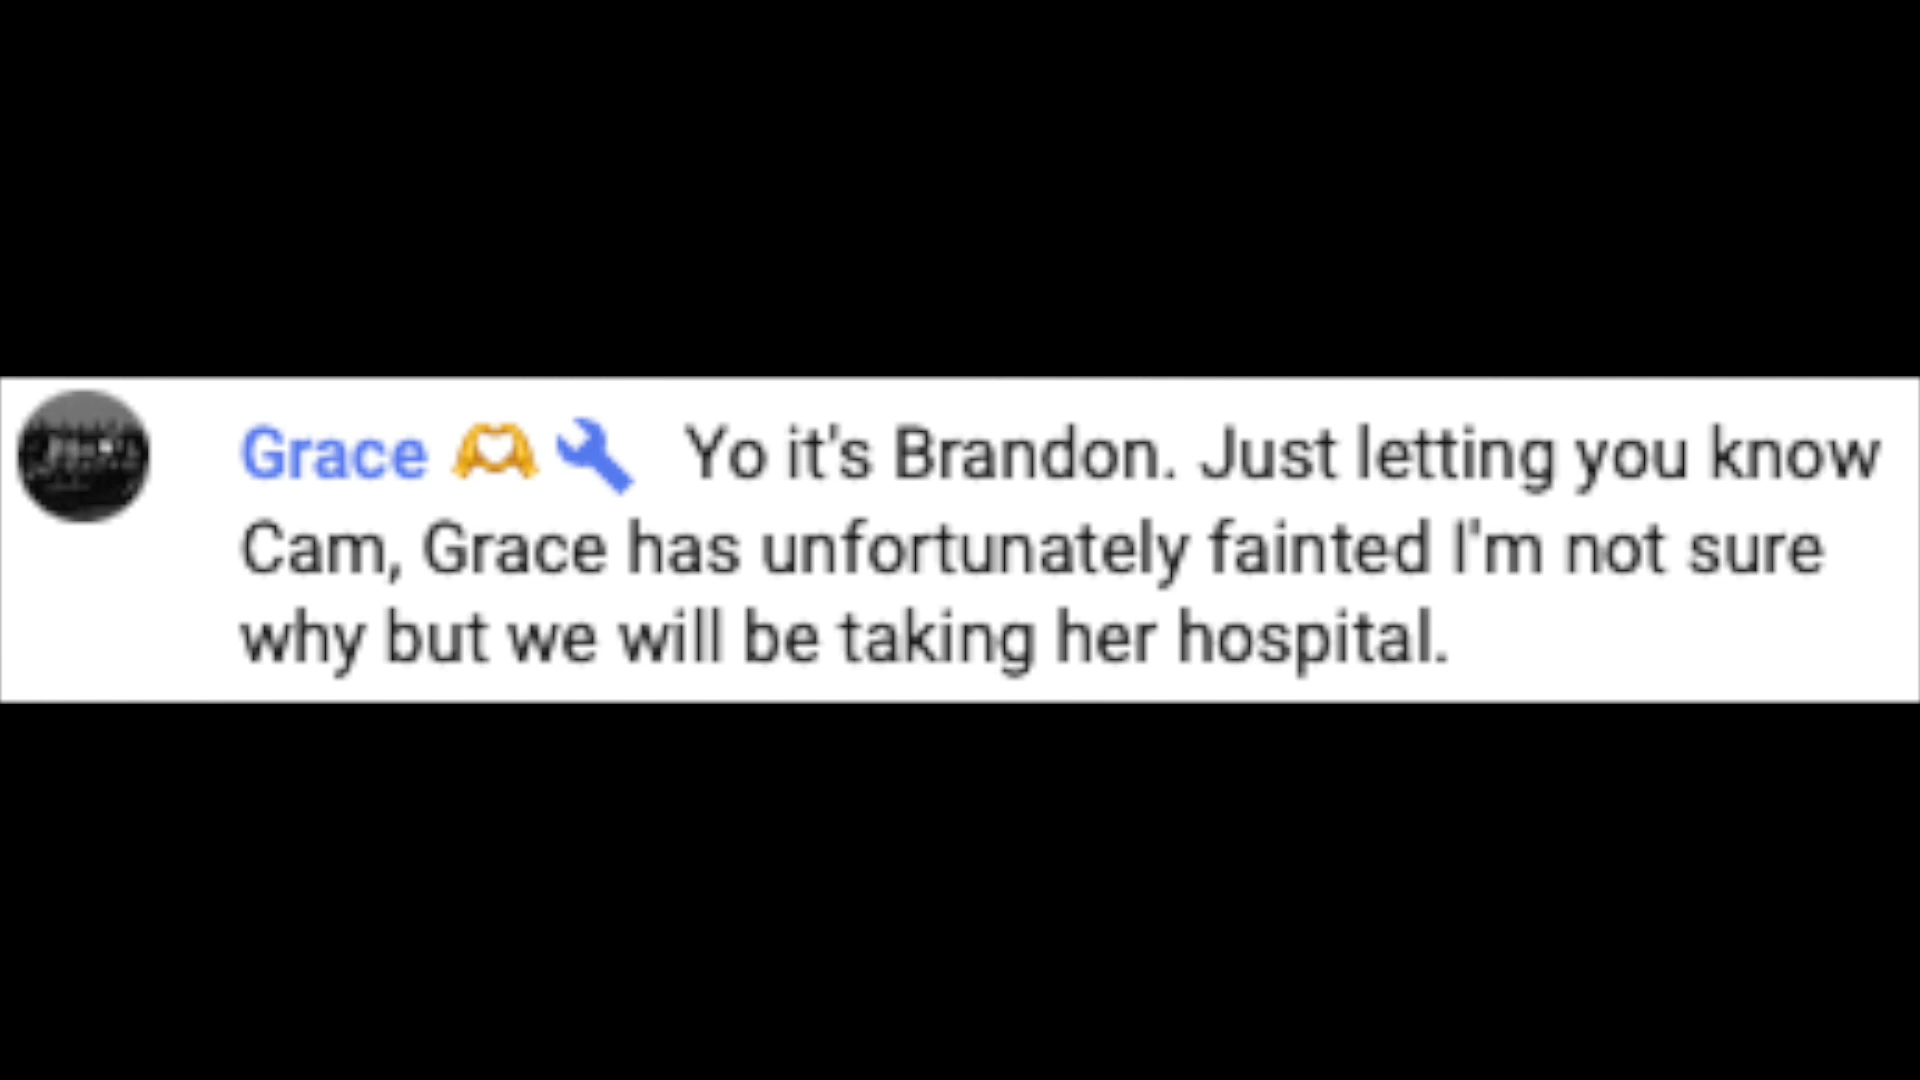 Grace 🫶🔧 Yo it's Brandon. Just letting you know
Cam, Grace has unfortunately fainted I'm not sure
why but we will be taking her hospital.